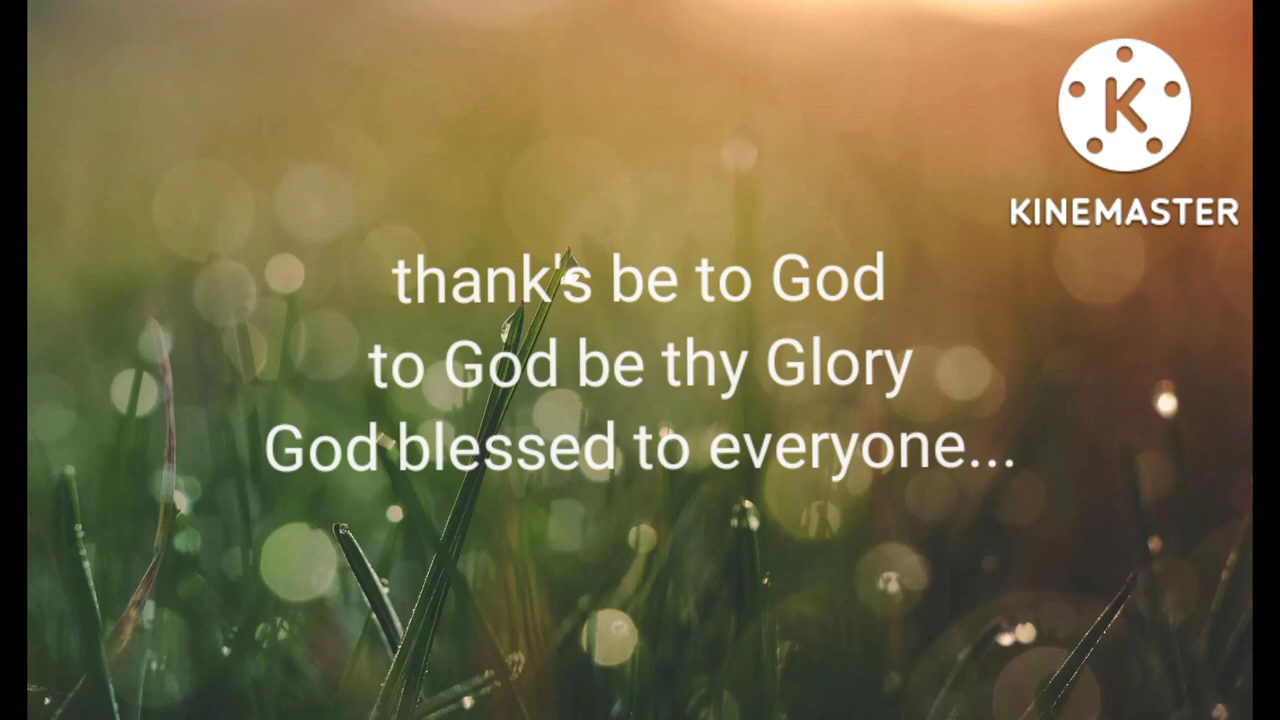 K
KINEMASTER
thank's be to God
to God be thy Glory
God blessed to everyone...